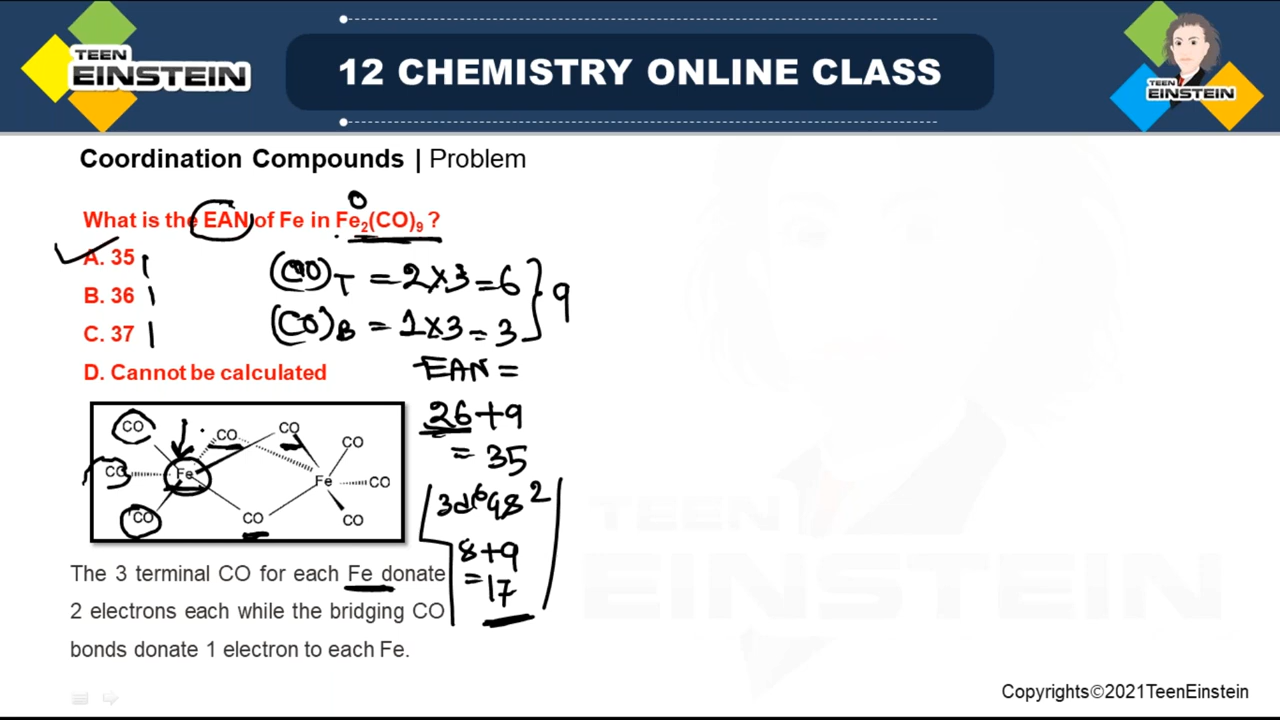 TEEN
EINSTEIN
12 CHEMISTRY ONLINE CLASS
TEEN
EINSTEIN
Coordination Compounds | Problem
0
What is the EAN of Fe in Fe₂(CO)₉ ?
A. 35
B. 36
C. 37
D. Cannot be calculated
(CO)T = 2×3 = 6
(CO)B = 1×3 = 3
} 9
EAN =
26+9
= 35
3d⁶4s²
8+9
= 17
CO
CO
CO
CO
CO
CO
Fe
Fe
CO
CO
CO
The 3 terminal CO for each Fe donate
2 electrons each while the bridging CO
bonds donate 1 electron to each Fe.
TEEN
EINSTEIN
Copyrights©2021TeenEinstein